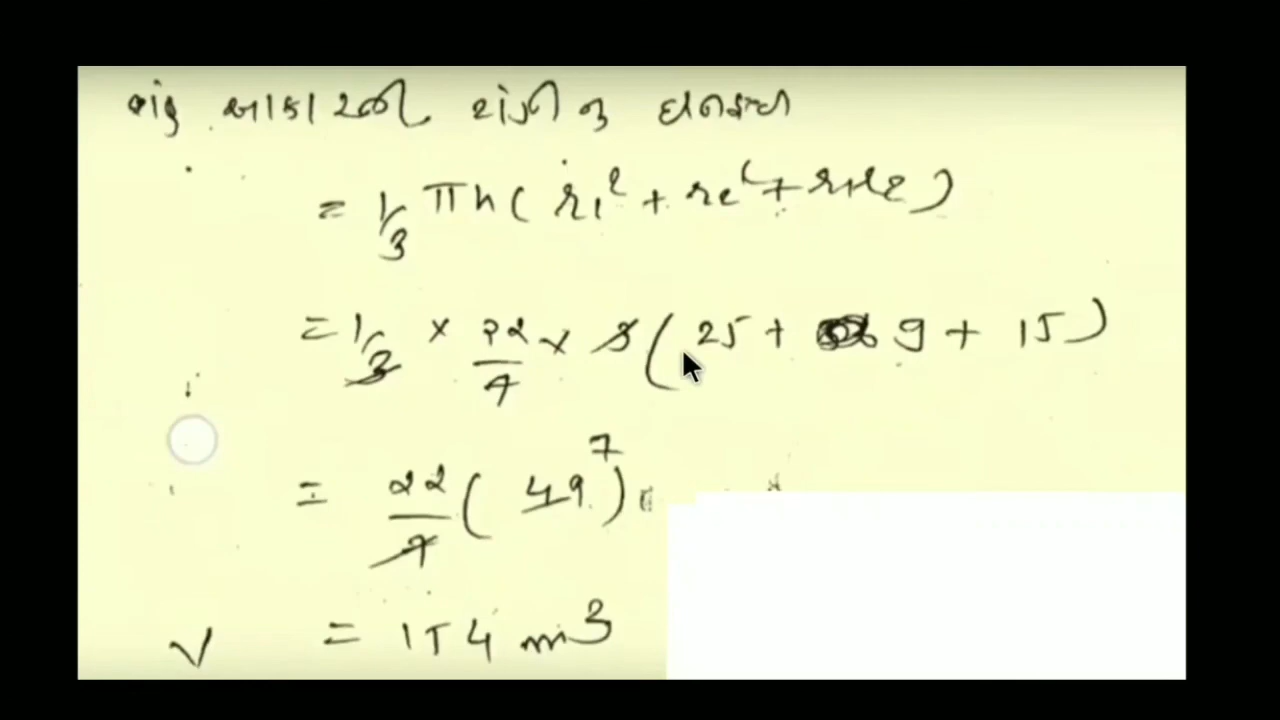 શંકુ આકારની ટાંકીનું ઘનફળ
= 1/3 πh ( r1² + r2² + r1r2 )
= 1/3 × 22/7 × 3 ( 25 + 9 + 15 )
= 22/7 ( 49 7 )
V = 154 m³